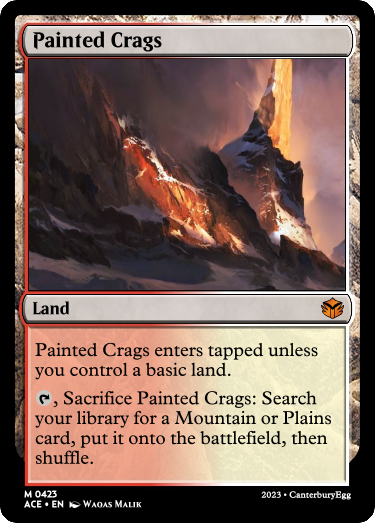 Painted Crags
Land
Painted Crags enters tapped unless
you control a basic land.
, Sacrifice Painted Crags: Search
your library for a Mountain or Plains
card, put it onto the battlefield, then
shuffle.
M 0423
ACE • EN Waqas Malik
2023 • CanterburyEgg